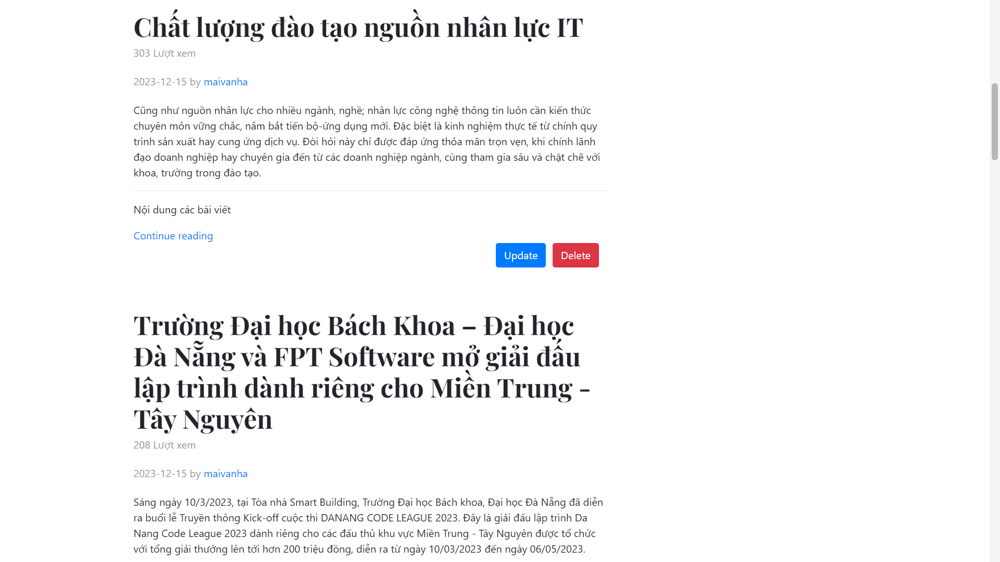 Chất lượng đào tạo nguồn nhân lực IT
303 Lượt xem
2023-12-15 by maivanha
Cũng như nguồn nhân lực cho nhiều ngành, nghề; nhân lực công nghệ thông tin luôn cần kiến thức
chuyên môn vững chắc, nắm bắt tiến bộ-ứng dụng mới. Đặc biệt là kinh nghiệm thực tế từ chính quy
trình sản xuất hay cung ứng dịch vụ. Đòi hỏi này chỉ được đáp ứng thỏa mãn trọn vẹn, khi chính lãnh
đạo doanh nghiệp hay chuyên gia đến từ các doanh nghiệp ngành, cùng tham gia sâu và chặt chẽ với
khoa, trường trong đào tạo.
Nội dung các bài viết
Continue reading
Update Delete
Trường Đại học Bách Khoa – Đại học
Đà Nẵng và FPT Software mở giải đấu
lập trình dành riêng cho Miền Trung -
Tây Nguyên
208 Lượt xem
2023-12-15 by maivanha
Sáng ngày 10/3/2023, tại Tòa nhà Smart Building, Trường Đại học Bách khoa, Đại học Đà Nẵng đã diễn
ra buổi lễ Truyền thông Kick-off cuộc thi DANANG CODE LEAGUE 2023. Đây là giải đấu lập trình Da
Nang Code League 2023 dành riêng cho các đấu thủ khu vực Miền Trung - Tây Nguyên được tổ chức
với tổng giải thưởng lên tới hơn 200 triệu đồng, diễn ra từ ngày 10/03/2023 đến ngày 06/05/2023.